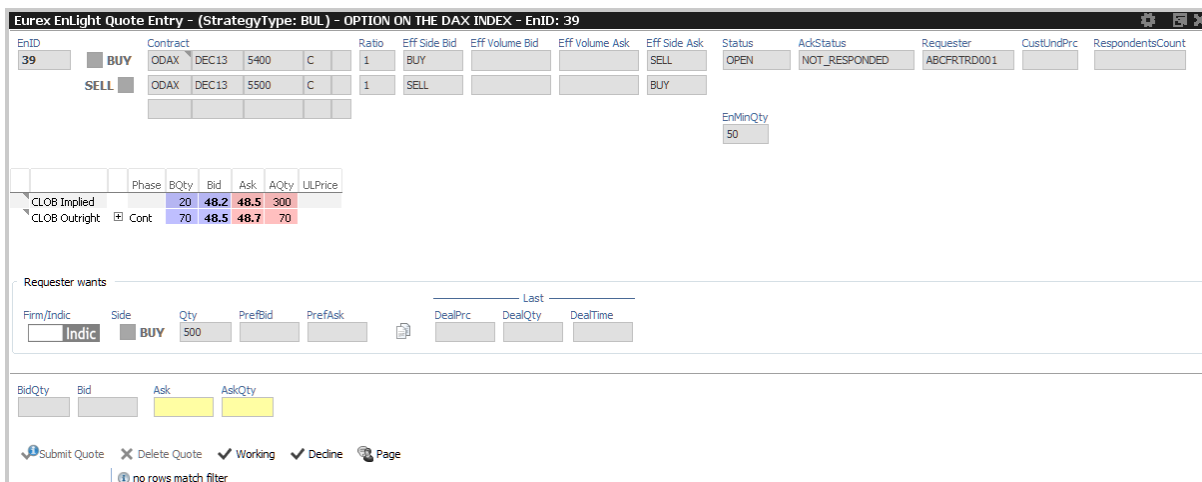 Eurex EnLight Quote Entry - (StrategyType: BUL) - OPTION ON THE DAX INDEX - EnID: 39
EnID Contract Ratio Eff Side Bid Eff Volume Bid Eff Volume Ask Eff Side Ask Status AckStatus Requester CustUndPrc RespondentsCount
39 BUY ODAX DEC13 5400 C 1 BUY SELL OPEN NOT_RESPONDED ABCFRTRD001
SELL ODAX DEC13 5500 C 1 SELL BUY
EnMinQty
50
Phase BQty Bid Ask AQty ULPrice
CLOB Implied 20 48.2 48.5 300
CLOB Outright Cont 70 48.5 48.7 70
Requester wants
Last
Firm/Indic Side Qty PrefBid PrefAsk DealPrc DealQty DealTime
Indic BUY 500
BidQty Bid Ask AskQty
Submit Quote Delete Quote Working Decline Page
no rows match filter